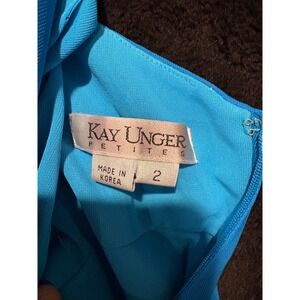 KAY UNGER
PETITES
MADE IN
KOREA
2